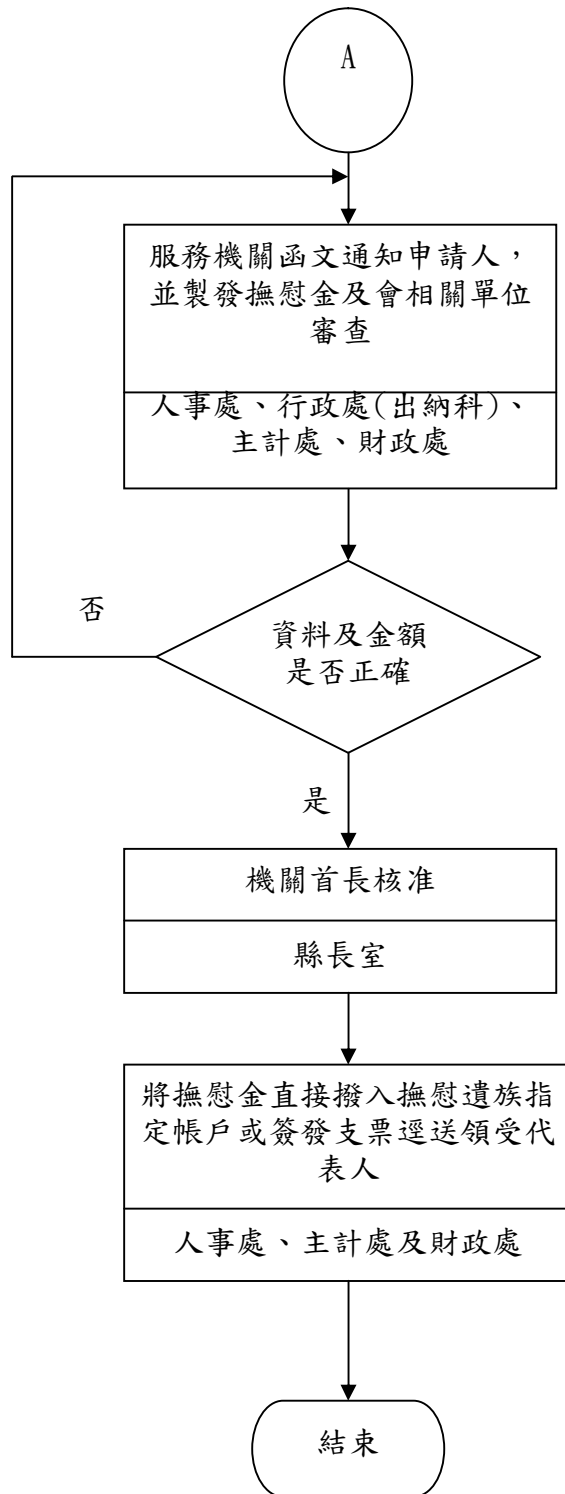 A
服務機關函文通知申請人，
並製發撫慰金及會相關單位
審查
人事處、行政處(出納科)、
主計處、財政處
否
資料及金額
是否正確
是
機關首長核准
縣長室
將撫慰金直接撥入撫慰遺族指
定帳戶或簽發支票逕送領受代
表人
人事處、主計處及財政處
結束